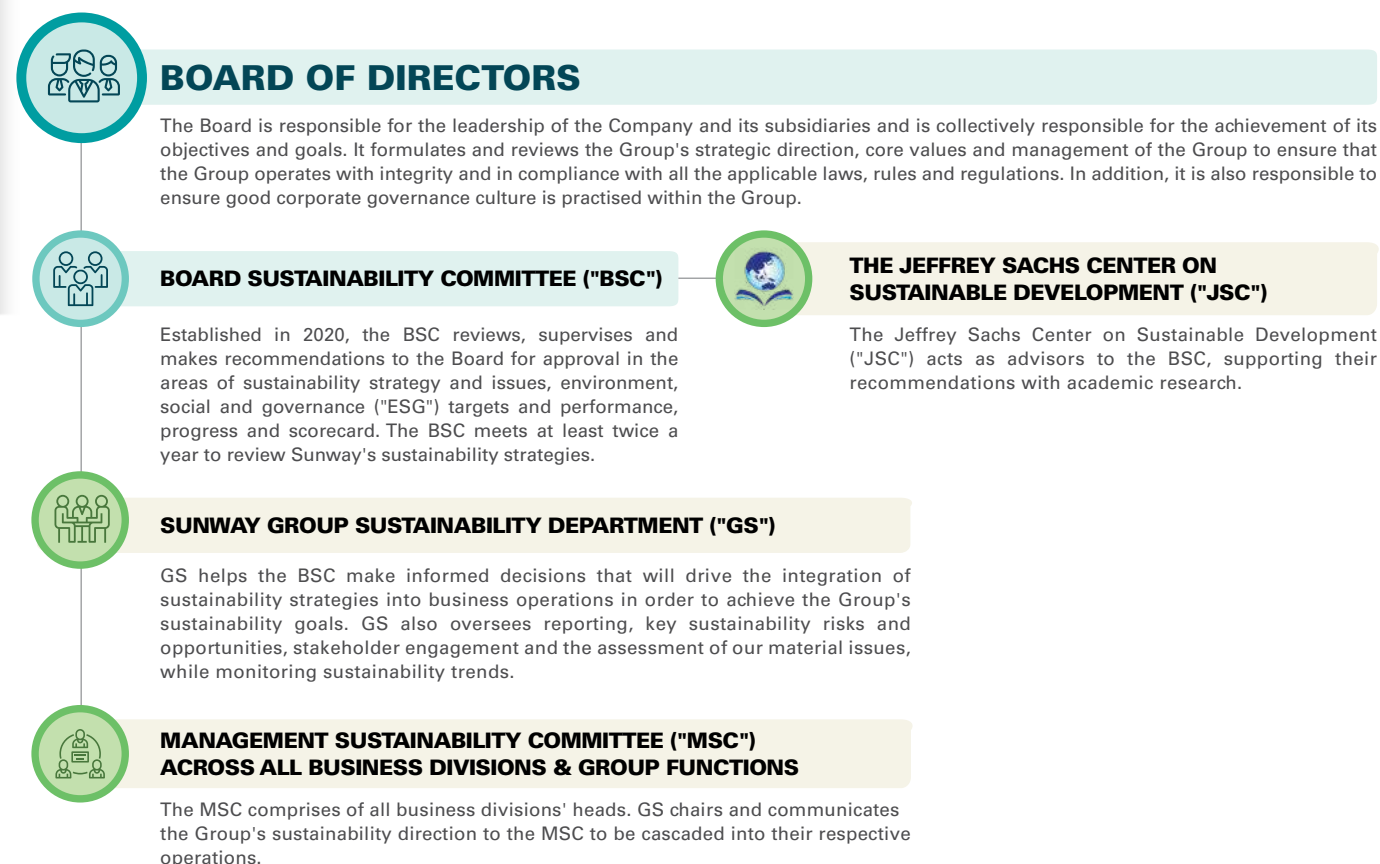 BOARD OF DIRECTORS
The Board is responsible for the leadership of the Company and its subsidiaries and is collectively responsible for the achievement of its
objectives and goals. It formulates and reviews the Group's strategic direction, core values and management of the Group to ensure that
the Group operates with integrity and in compliance with all the applicable laws, rules and regulations. In addition, it is also responsible to
ensure good corporate governance culture is practised within the Group.
BOARD SUSTAINABILITY COMMITTEE ("BSC")
Established in 2020, the BSC reviews, supervises and
makes recommendations to the Board for approval in the
areas of sustainability strategy and issues, environment,
social and governance ("ESG") targets and performance,
progress and scorecard. The BSC meets at least twice a
year to review Sunway's sustainability strategies.
THE JEFFREY SACHS CENTER ON
SUSTAINABLE DEVELOPMENT ("JSC")
The Jeffrey Sachs Center on Sustainable Development
("JSC") acts as advisors to the BSC, supporting their
recommendations with academic research.
SUNWAY GROUP SUSTAINABILITY DEPARTMENT ("GS")
GS helps the BSC make informed decisions that will drive the integration of
sustainability strategies into business operations in order to achieve the Group's
sustainability goals. GS also oversees reporting, key sustainability risks and
opportunities, stakeholder engagement and the assessment of our material issues,
while monitoring sustainability trends.
MANAGEMENT SUSTAINABILITY COMMITTEE ("MSC")
ACROSS ALL BUSINESS DIVISIONS & GROUP FUNCTIONS
The MSC comprises of all business divisions' heads. GS chairs and communicates
the Group's sustainability direction to the MSC to be cascaded into their respective
operations.